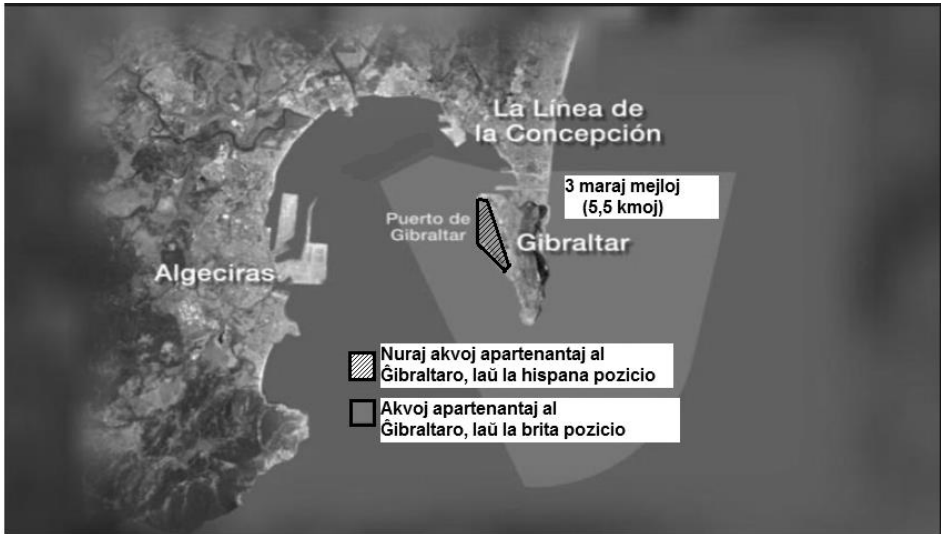 La Línea de
la Concepción
3 maraj mejloj
(5,5 kmoj)
Puerto de
Gibraltar
Gibraltar
Algeciras
Nuraj akvoj apartenantaj al
Ĝibraltaro, laŭ la hispana pozicio
Akvoj apartenantaj al
Ĝibraltaro, laŭ la brita pozicio